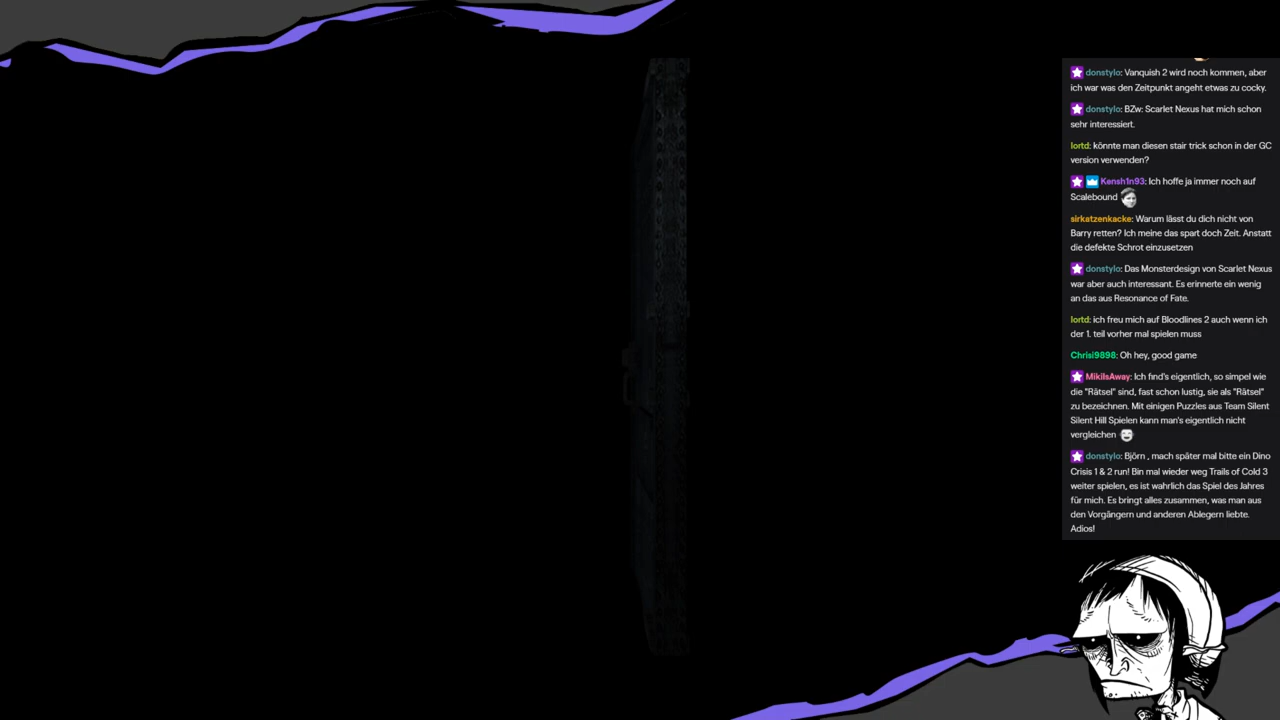 donstylo: Vanquish 2 wird noch kommen, aber
ich war was den Zeitpunkt angeht etwas zu cocky.
donstylo: BZw: Scarlet Nexus hat mich schon
sehr interessiert.
lortd: könnte man diesen stair trick schon in der GC
version verwenden?
Kensh1n93: Ich hoffe ja immer noch auf
Scalebound
sirkatzenkacke: Warum lässt du dich nicht von
Barry retten? Ich meine das spart doch Zeit. Anstatt
die defekte Schrot einzusetzen
donstylo: Das Monsterdesign von Scarlet Nexus
war aber auch interessant. Es erinnerte ein wenig
an das aus Resonance of Fate.
lortd: ich freu mich auf Bloodlines 2 auch wenn ich
der 1. teil vorher mal spielen muss
Chrisi9898: Oh hey, good game
MikiIsAway: Ich find's eigentlich, so simpel wie
die "Rätsel" sind, fast schon lustig, sie als "Rätsel"
zu bezeichnen. Mit einigen Puzzles aus Team Silent
Silent Hill Spielen kann man's eigentlich nicht
vergleichen
donstylo: Björn , mach später mal bitte ein Dino
Crisis 1 & 2 run! Bin mal wieder weg Trails of Cold 3
weiter spielen, es ist wahrlich das Spiel des Jahres
für mich. Es bringt alles zusammen, was man aus
den Vorgängern und anderen Ablegern liebte.
Adios!